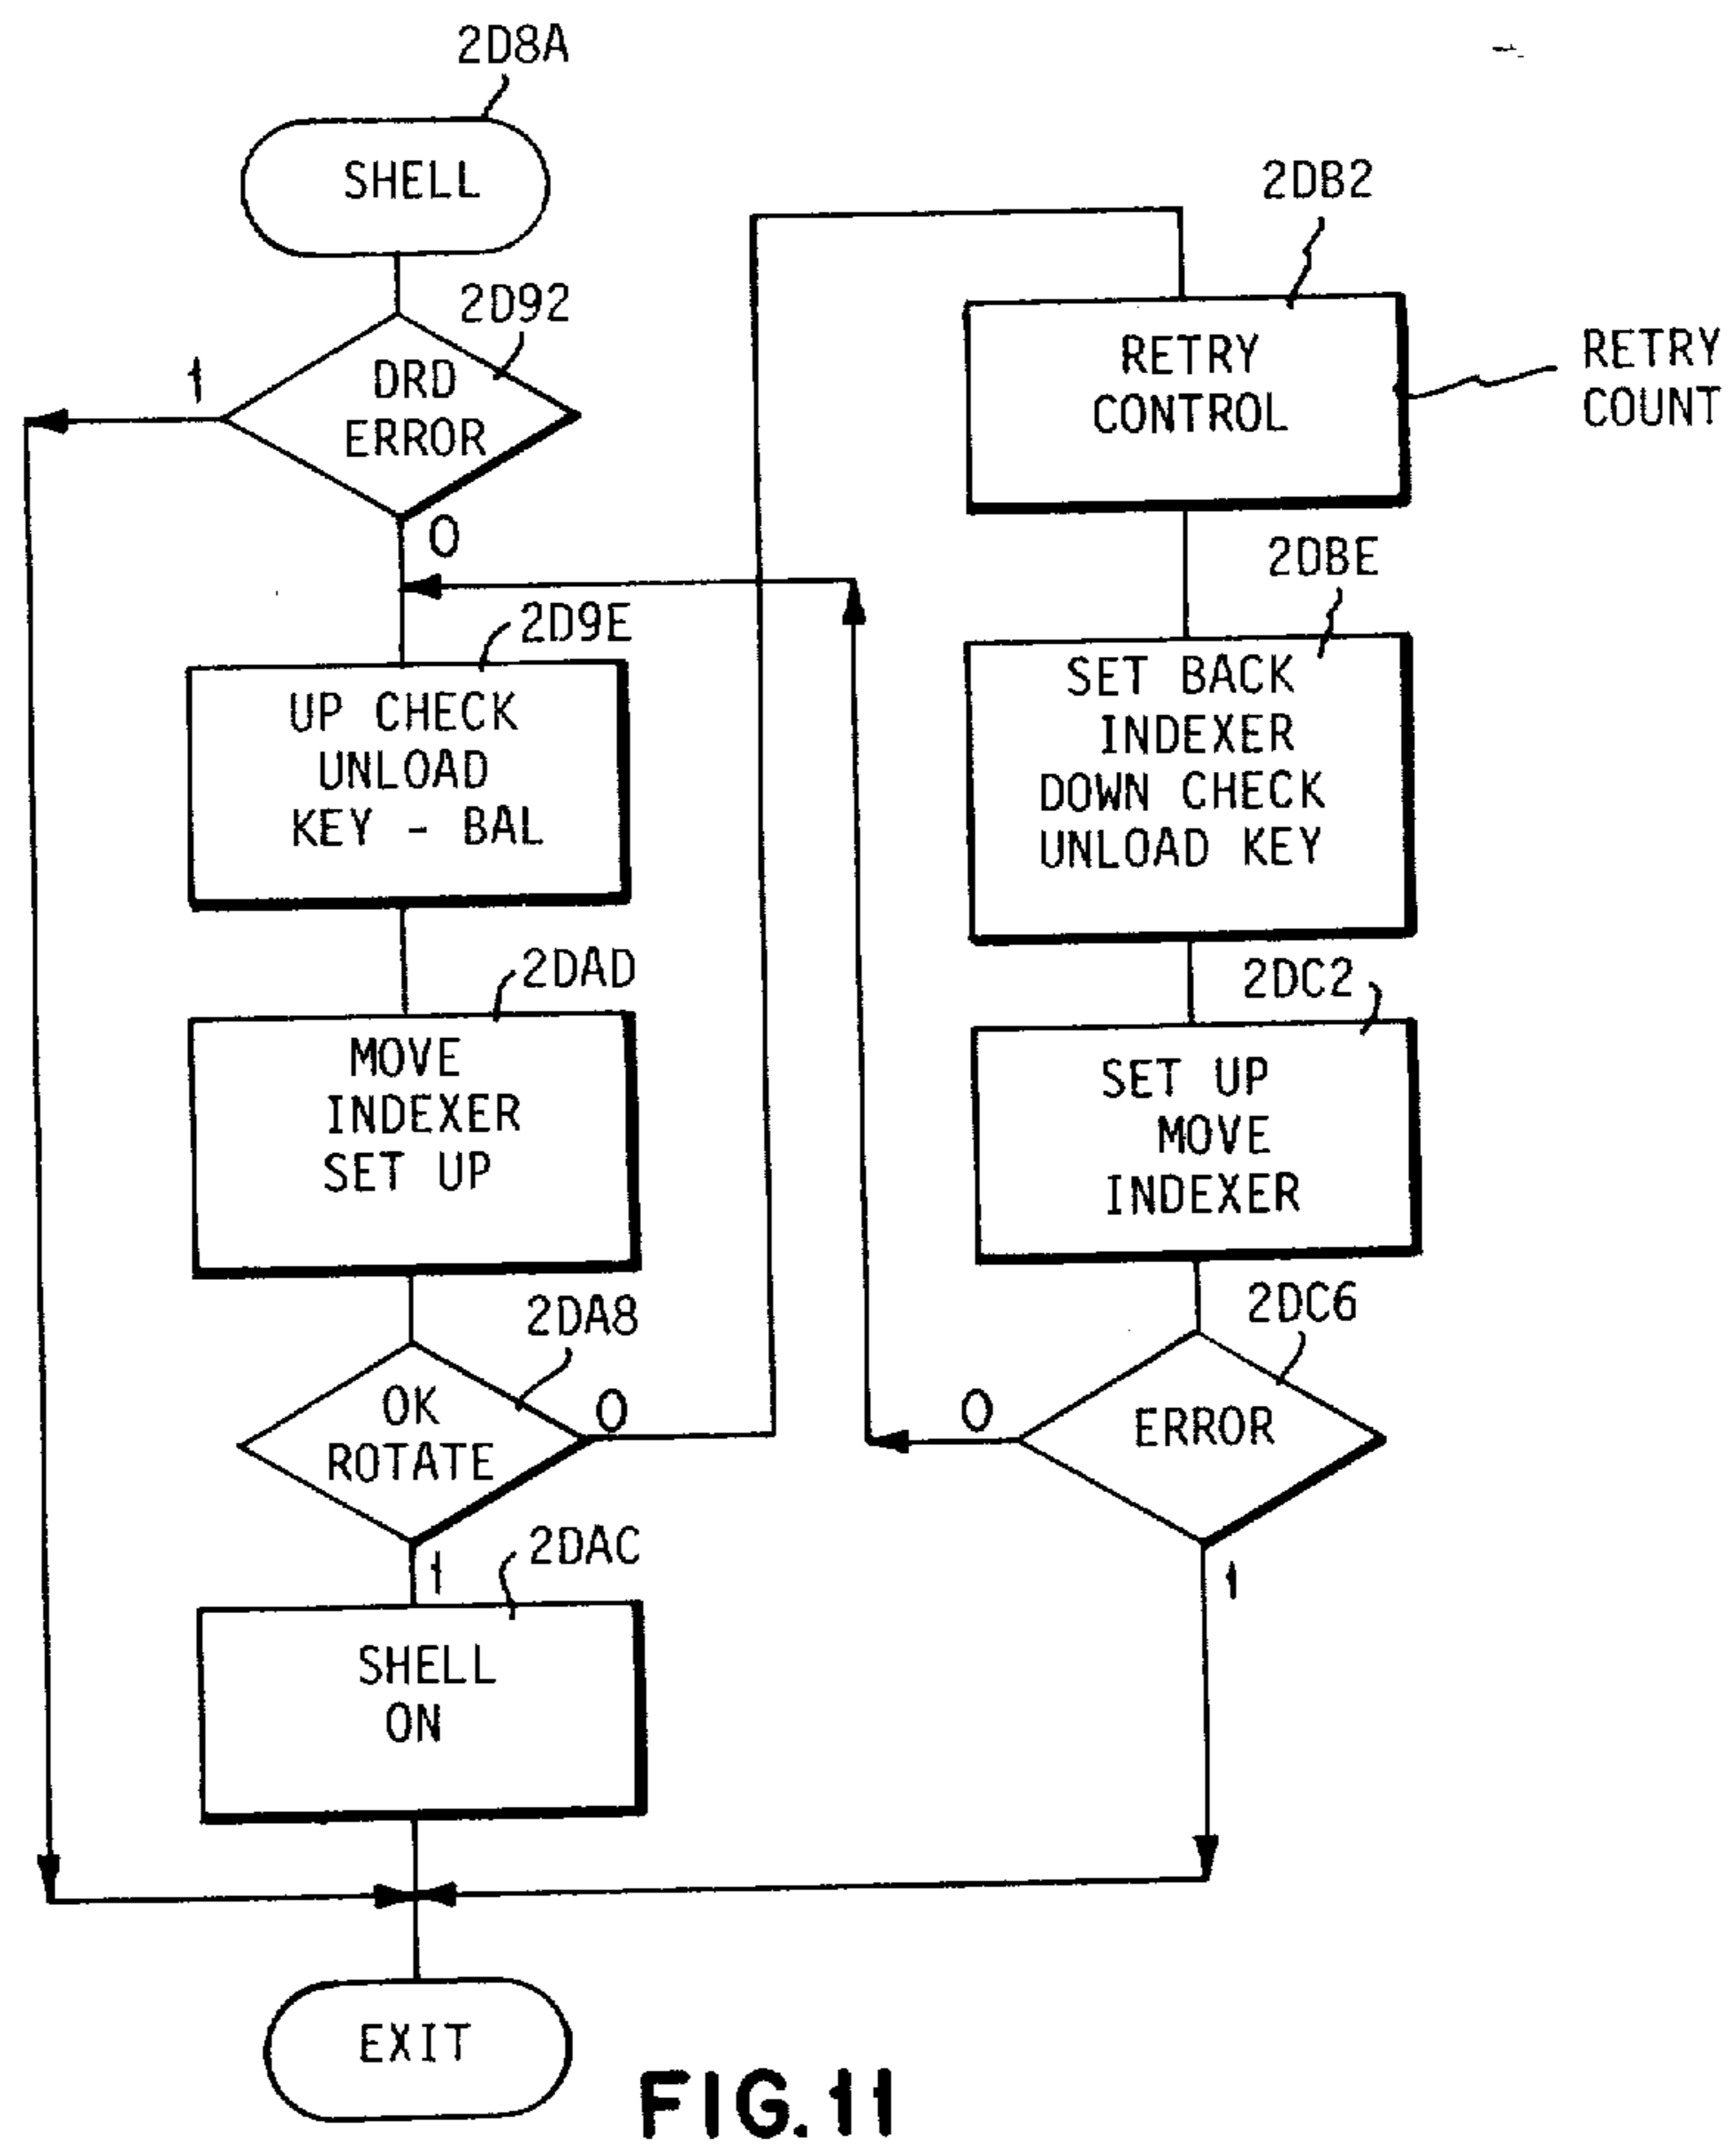 2D8A
SHELL
2D92
DRD
ERROR
1
0
2D9E
UP CHECK
UNLOAD
KEY - BAL
2DAD
MOVE
INDEXER
SET UP
2DA8
OK
ROTATE
0
1
2DAC
SHELL
ON
EXIT
2DB2
RETRY
CONTROL
RETRY
COUNT
2DBE
SET BACK
INDEXER
DOWN CHECK
UNLOAD KEY
2DC2
SET UP
MOVE
INDEXER
2DC6
ERROR
0
1
FIG.11